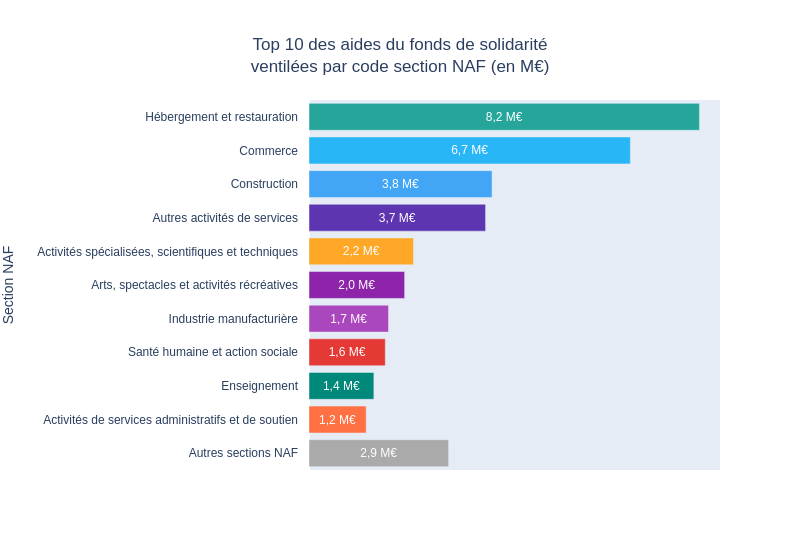 Top 10 des aides du fonds de solidarité
ventilées par code section NAF (en M€)
Section NAF
Hébergement et restauration 8,2 M€
Commerce 6,7 M€
Construction 3,8 M€
Autres activités de services 3,7 M€
Activités spécialisées, scientifiques et techniques 2,2 M€
Arts, spectacles et activités récréatives 2,0 M€
Industrie manufacturière 1,7 M€
Santé humaine et action sociale 1,6 M€
Enseignement 1,4 M€
Activités de services administratifs et de soutien 1,2 M€
Autres sections NAF 2,9 M€